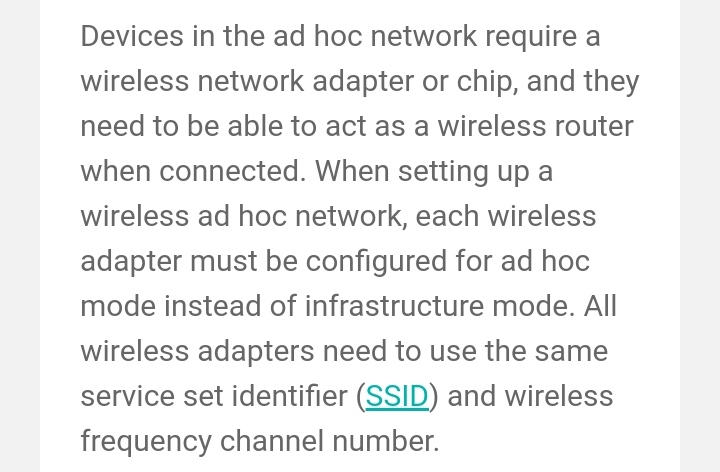 Devices in the ad hoc network require a
wireless network adapter or chip, and they
need to be able to act as a wireless router
when connected. When setting up a
wireless ad hoc network, each wireless
adapter must be configured for ad hoc
mode instead of infrastructure mode. All
wireless adapters need to use the same
service set identifier (SSID) and wireless
frequency channel number.